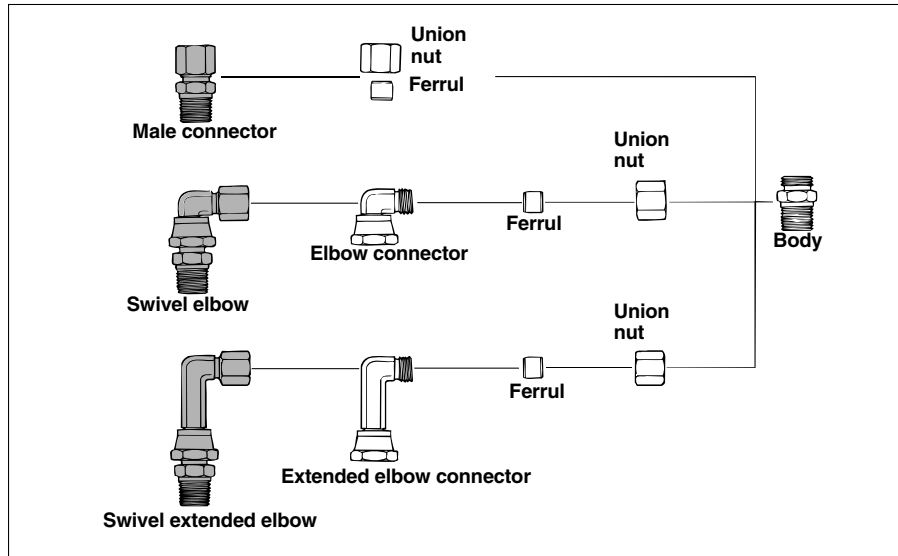 Union
nut
Ferrul
Male connector
Union
nut
Ferrul
Elbow connector
Body
Swivel elbow
Union
nut
Ferrul
Extended elbow connector
Swivel extended elbow